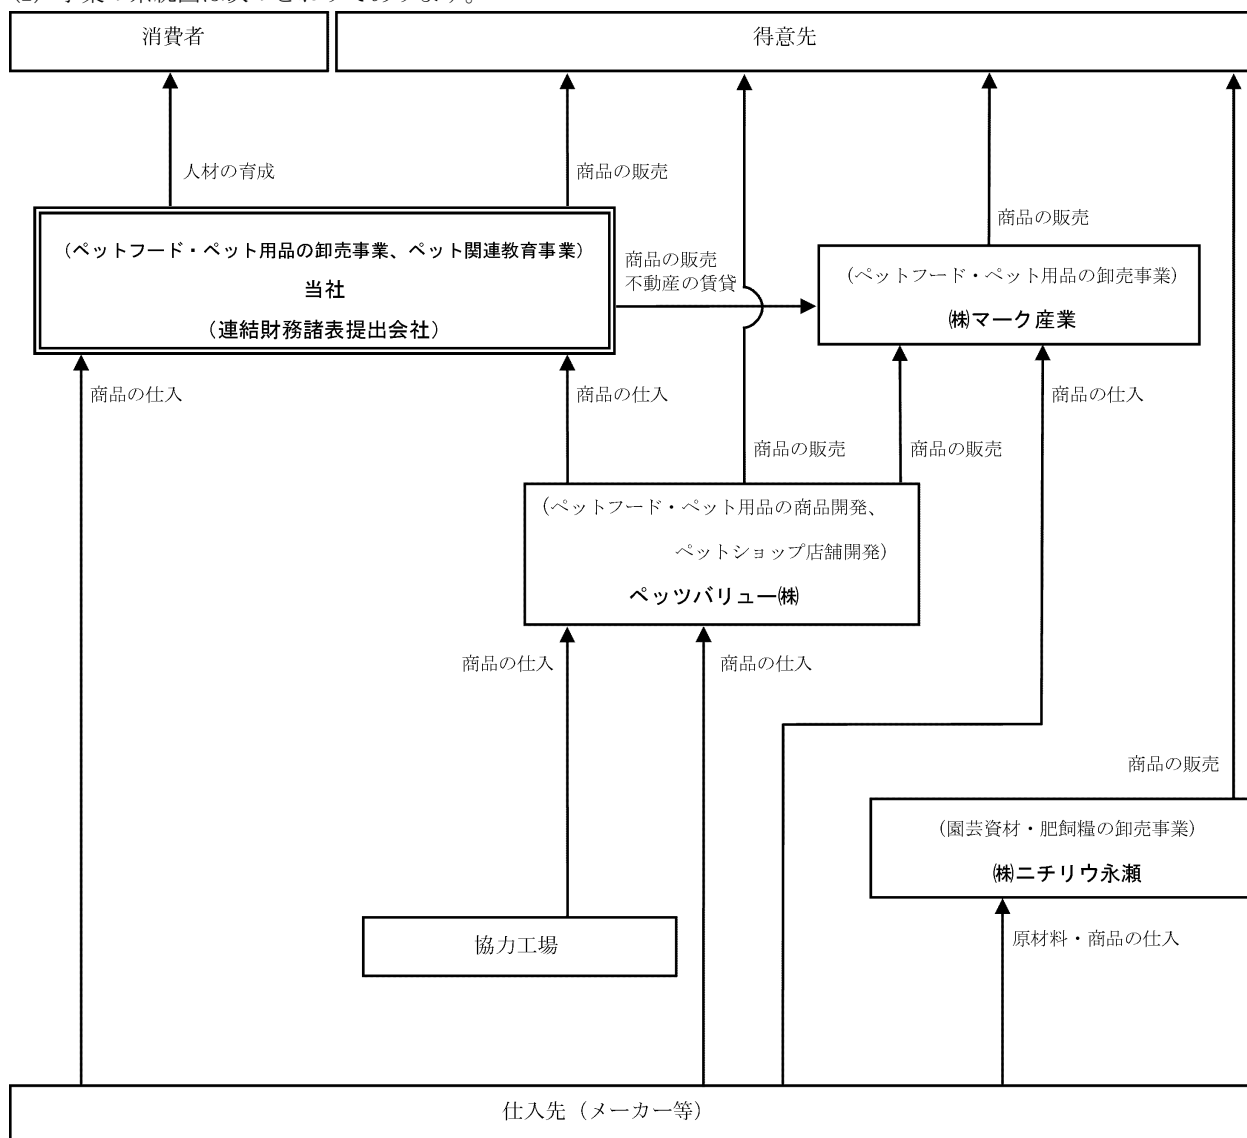 消費者
得意先
人材の育成
商品の販売
商品の販売
(ペットフード・ペット用品の卸売事業、ペット関連教育事業)
当社
(連結財務諸表提出会社)
商品の販売
不動産の賃貸
(ペットフード・ペット用品の卸売事業)
㈱マーク産業
商品の仕入
商品の仕入
商品の仕入
商品の販売
商品の販売
(ペットフード・ペット用品の商品開発、
ペットショップ店舗開発)
ペッツバリュー㈱
商品の仕入
商品の仕入
商品の販売
(園芸資材・肥飼糧の卸売事業)
㈱ニチリウ永瀬
協力工場
原材料・商品の仕入
仕入先（メーカー等）